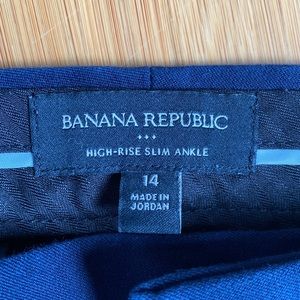 BANANA REPUBLIC
HIGH-RISE SLIM ANKLE
14
MADE IN
JORDAN